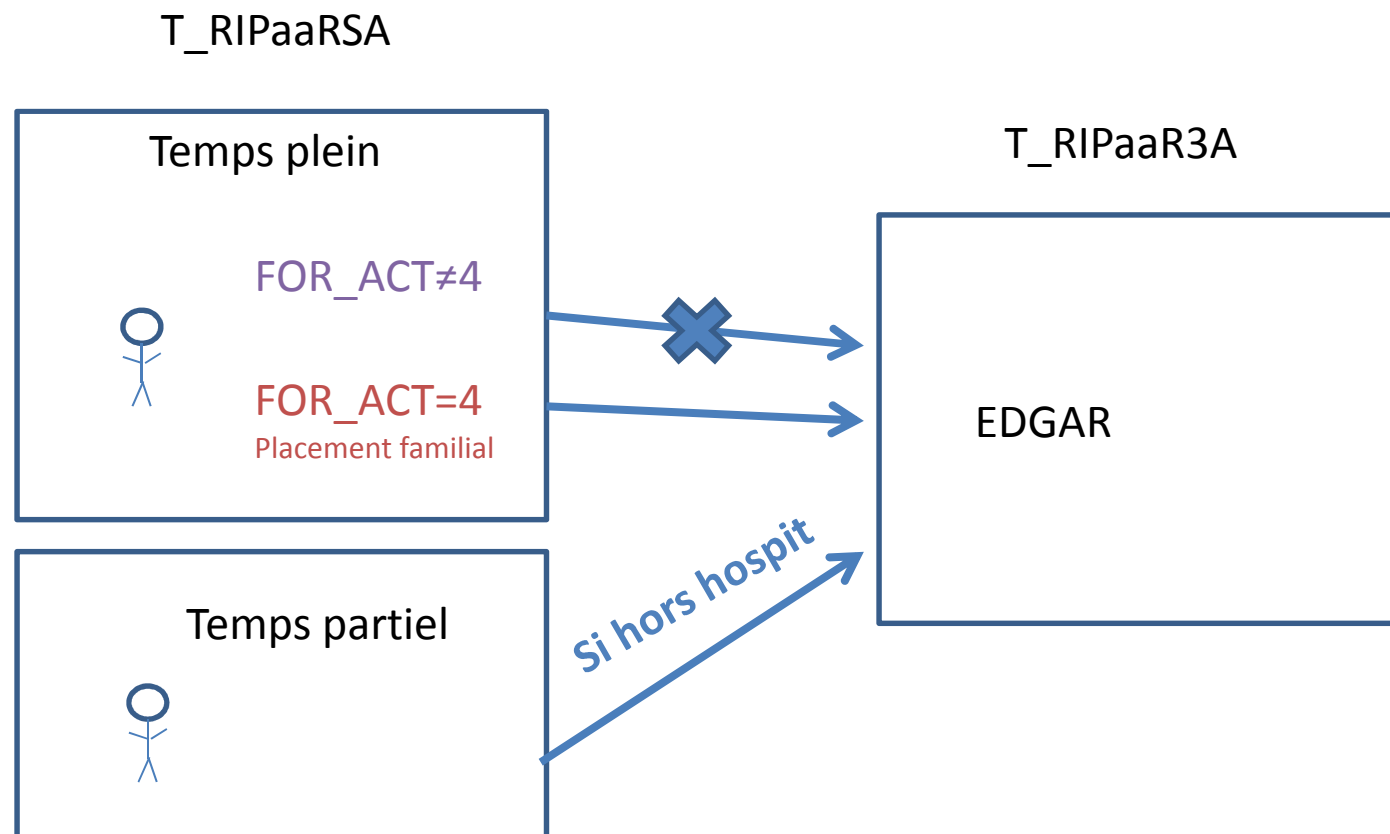 T_RIPaaRSA
Temps plein
FOR_ACT≠4
FOR_ACT=4
Placement familial
Temps partiel
Si hors hospit
T_RIPaaR3A
EDGAR